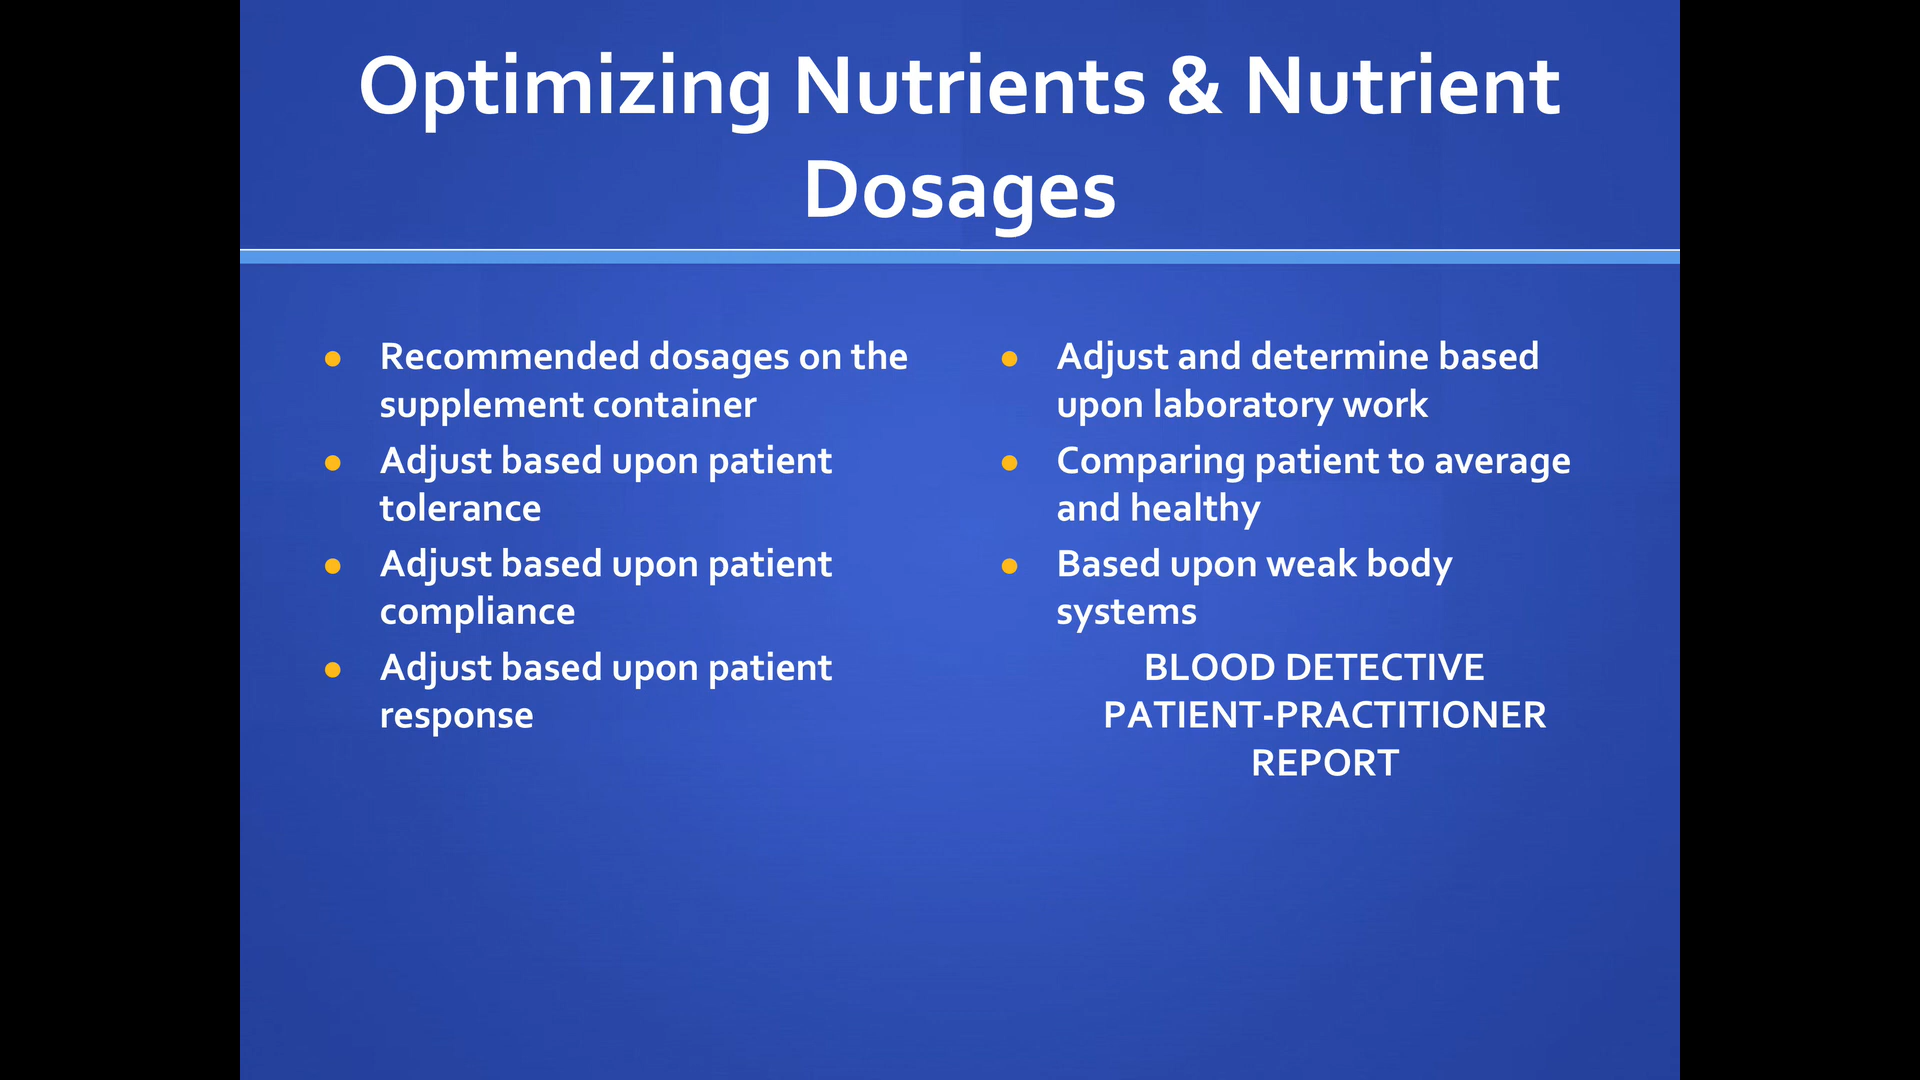 Optimizing Nutrients & Nutrient
Dosages
Recommended dosages on the
supplement container
Adjust based upon patient
tolerance
Adjust based upon patient
compliance
Adjust based upon patient
response
Adjust and determine based
upon laboratory work
Comparing patient to average
and healthy
Based upon weak body
systems
BLOOD DETECTIVE
PATIENT-PRACTITIONER
REPORT